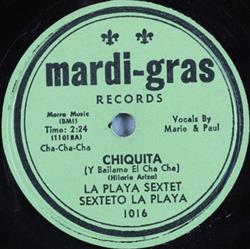 mardi-gras
RECORDS
Morro Music
(BMI)
Time: 2:24
(11018A)
Cha-Cha-Cha
Vocals By
Mario & Paul
CHIQUITA
(Y Bailamo El Cha Cha)
(Hilario Ariza)
LA PLAYA SEXTET
SEXTETO LA PLAYA
1016